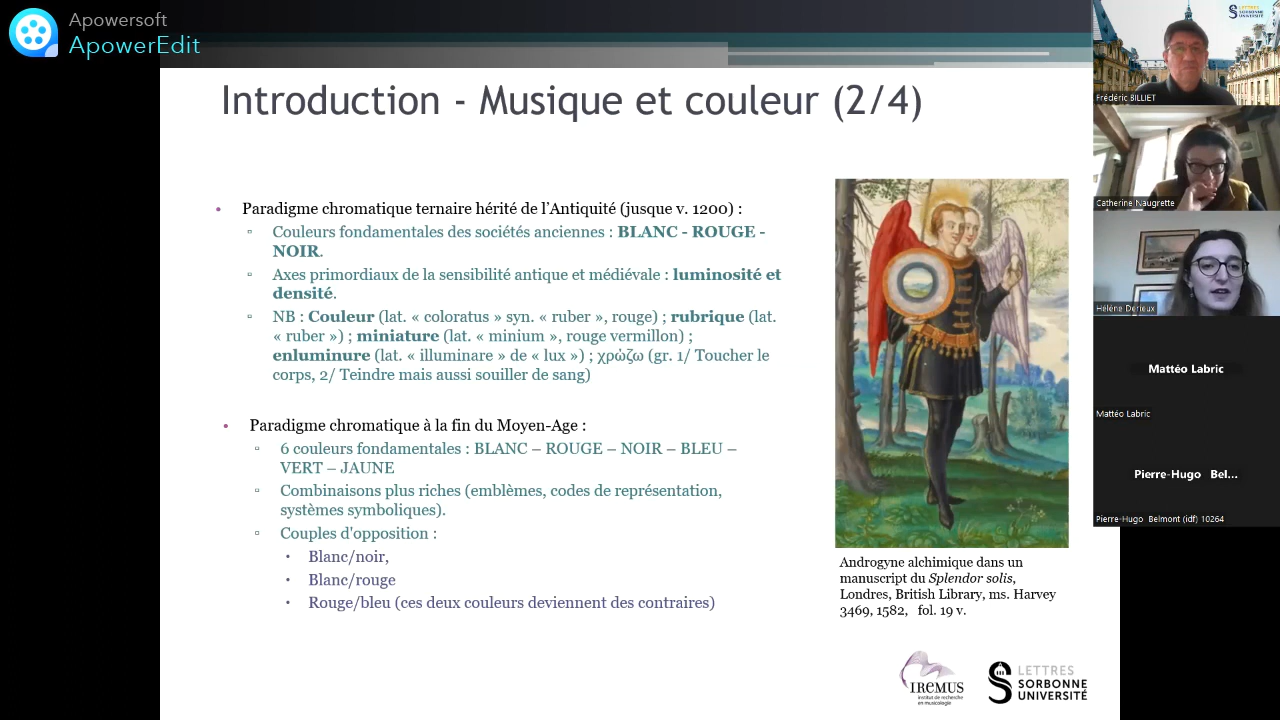 Apowersoft
ApowerEdit
Introduction - Musique et couleur (2/4)
• Paradigme chromatique ternaire hérité de l'Antiquité (jusque v. 1200) :
▫ Couleurs fondamentales des sociétés anciennes : BLANC - ROUGE -
NOIR.
▫ Axes primordiaux de la sensibilité antique et médiévale : luminosité et
densité.
▫ NB : Couleur (lat. « coloratus » syn. « ruber », rouge) ; rubrique (lat.
« ruber ») ; miniature (lat. « minium », rouge vermillon) ;
enluminure (lat. « illuminare » de « lux ») ; χρώζω (gr. 1/ Toucher le
corps, 2/ Teindre mais aussi souiller de sang)
• Paradigme chromatique à la fin du Moyen-Age :
▫ 6 couleurs fondamentales : BLANC – ROUGE – NOIR – BLEU –
VERT – JAUNE
▫ Combinaisons plus riches (emblèmes, codes de représentation,
systèmes symboliques).
▫ Couples d'opposition :
• Blanc/noir,
• Blanc/rouge
• Rouge/bleu (ces deux couleurs deviennent des contraires)
Androgyne alchimique dans un
manuscript du Splendor solis,
Londres, British Library, ms. Harvey
3469, 1582, fol. 19 v.
IREMUS
institut de recherche
en musicologie
LETTRES
SORBONNE
UNIVERSITÉ
LETTRES
SORBONNE
UNIVERSITÉ
Frédéric BILLIET
Catherine Naugrette
Hélène Derieux
Mattéo Labric
Mattéo Labric
Pierre-Hugo Bel...
Pierre-Hugo Belmont (idf) 10264